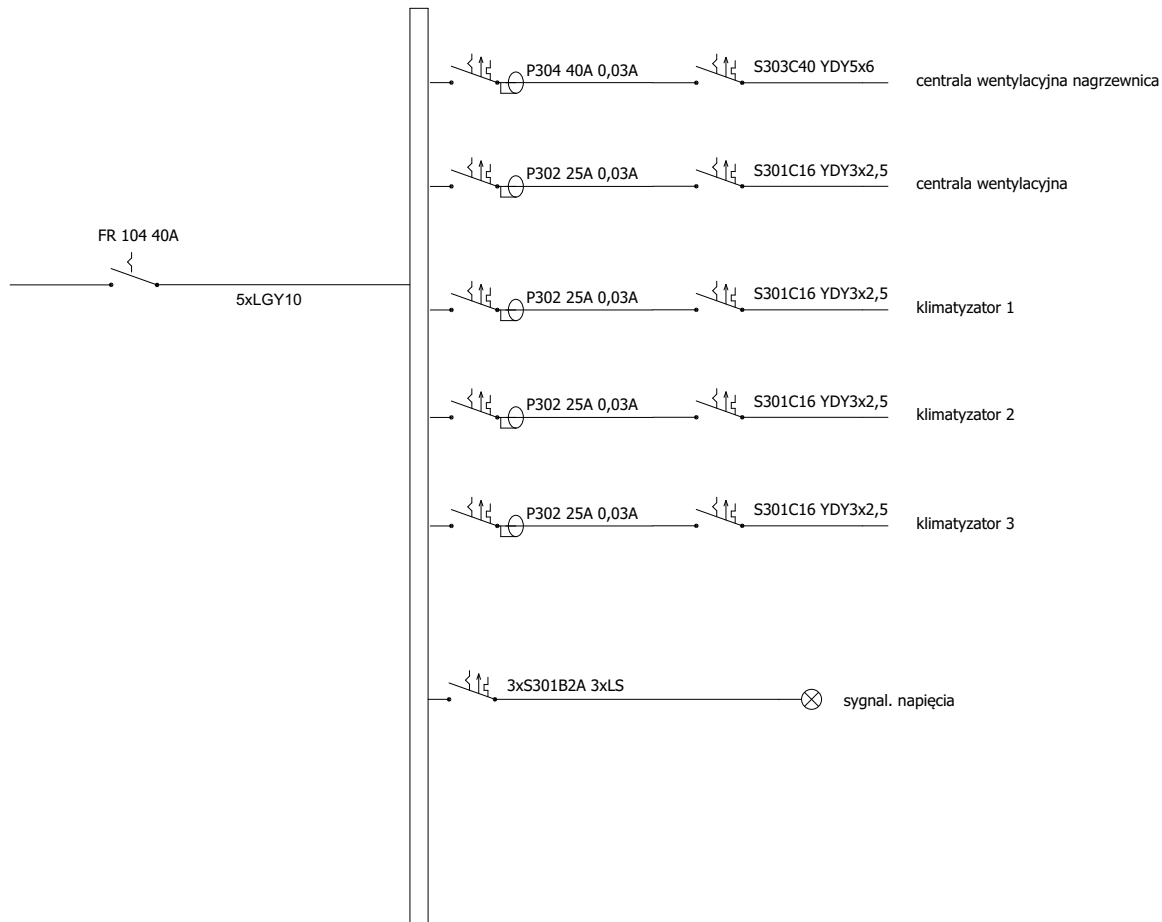 P304 40A 0,03A S303C40 YDY5x6 centrala wentylacyjna nagrzewnica
P302 25A 0,03A S301C16 YDY3x2,5 centrala wentylacyjna
FR 104 40A
5xLGY10
P302 25A 0,03A S301C16 YDY3x2,5 klimatyzator 1
P302 25A 0,03A S301C16 YDY3x2,5 klimatyzator 2
P302 25A 0,03A S301C16 YDY3x2,5 klimatyzator 3
3xS301B2A 3xLS sygnal. napięcia